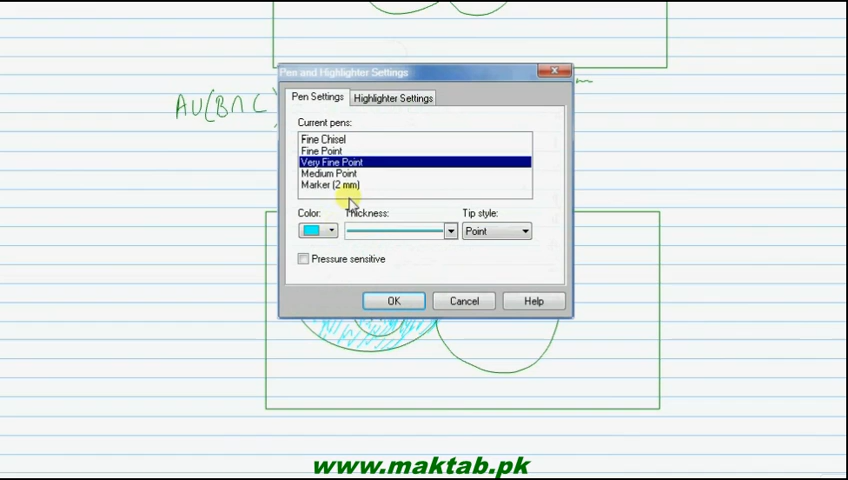 Pen and Highlighter Settings
Pen Settings
Highlighter Settings
AU(B∩C
Current pens:
Fine Chisel
Fine Point
Very Fine Point
Medium Point
Marker (2 mm)
Color:
Thickness:
Tip style:
Point
Pressure sensitive
OK
Cancel
Help
www.maktab.pk